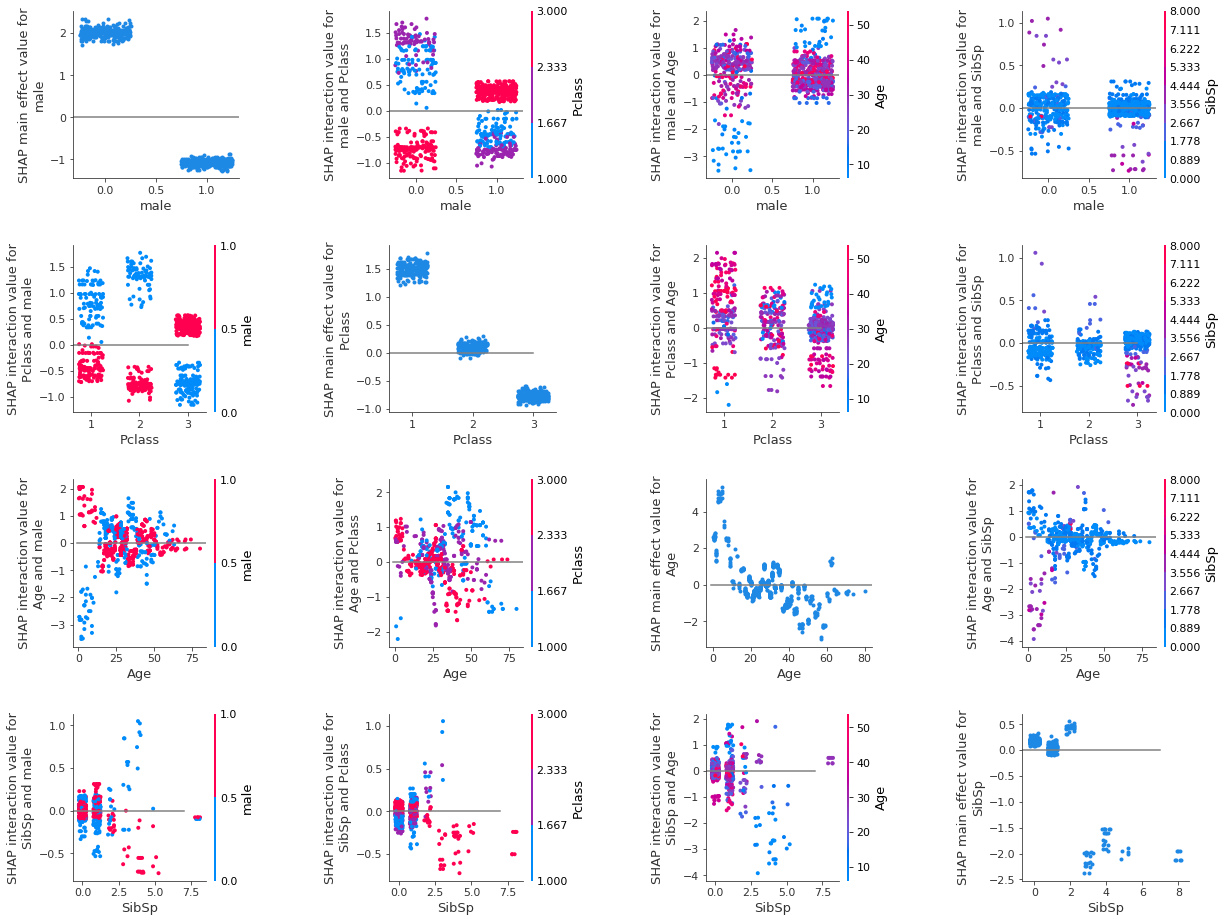 SHAP main effect value for
male
2
1
0
−1
0.0 0.5 1.0
male
SHAP interaction value for
male and Pclass
1.5
1.0
0.5
0.0
−0.5
−1.0
0.0 0.5 1.0
male
3.000
2.333
1.667
1.000
Pclass
SHAP interaction value for
male and Age
2
1
0
−1
−2
−3
0.0 0.5 1.0
male
50
40
30
20
10
Age
SHAP interaction value for
male and SibSp
1.0
0.5
0.0
−0.5
0.0 0.5 1.0
male
8.000
7.111
6.222
5.333
4.444
3.556
2.667
1.778
0.889
0.000
SibSp
SHAP interaction value for
Pclass and male
1.5
1.0
0.5
0.0
−0.5
−1.0
1 2 3
Pclass
1.0
0.5
0.0
male
SHAP main effect value for
Pclass
1.5
1.0
0.5
0.0
−0.5
−1.0
1 2 3
Pclass
SHAP interaction value for
Pclass and Age
2
1
0
−1
−2
1 2 3
Pclass
50
40
30
20
10
Age
SHAP interaction value for
Pclass and SibSp
1.0
0.5
0.0
−0.5
1 2 3
Pclass
8.000
7.111
6.222
5.333
4.444
3.556
2.667
1.778
0.889
0.000
SibSp
SHAP interaction value for
Age and male
2
1
0
−1
−2
−3
0 25 50 75
Age
1.0
0.5
0.0
male
SHAP interaction value for
Age and Pclass
2
1
0
−1
−2
0 25 50 75
Age
3.000
2.333
1.667
1.000
Pclass
SHAP main effect value for
Age
4
2
0
−2
0 20 40 60 80
Age
SHAP interaction value for
Age and SibSp
2
1
0
−1
−2
−3
−4
0 25 50 75
Age
8.000
7.111
6.222
5.333
4.444
3.556
2.667
1.778
0.889
0.000
SibSp
SHAP interaction value for
SibSp and male
1.0
0.5
0.0
−0.5
0.0 2.5 5.0 7.5
SibSp
1.0
0.5
0.0
male
SHAP interaction value for
SibSp and Pclass
1.0
0.5
0.0
−0.5
0.0 2.5 5.0 7.5
SibSp
3.000
2.333
1.667
1.000
Pclass
SHAP interaction value for
SibSp and Age
2
1
0
−1
−2
−3
−4
0.0 2.5 5.0 7.5
SibSp
50
40
30
20
10
Age
SHAP main effect value for
SibSp
0.5
0.0
−0.5
−1.0
−1.5
−2.0
−2.5
0 2 4 6 8
SibSp